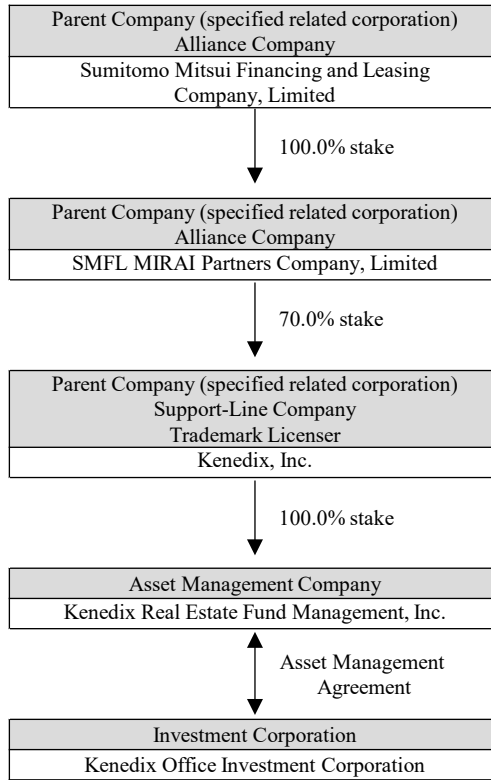 Parent Company (specified related corporation)
Alliance Company
Sumitomo Mitsui Financing and Leasing
Company, Limited
100.0% stake
Parent Company (specified related corporation)
Alliance Company
SMFL MIRAI Partners Company, Limited
70.0% stake
Parent Company (specified related corporation)
Support-Line Company
Trademark Licenser
Kenedix, Inc.
100.0% stake
Asset Management Company
Kenedix Real Estate Fund Management, Inc.
Asset Management
Agreement
Investment Corporation
Kenedix Office Investment Corporation